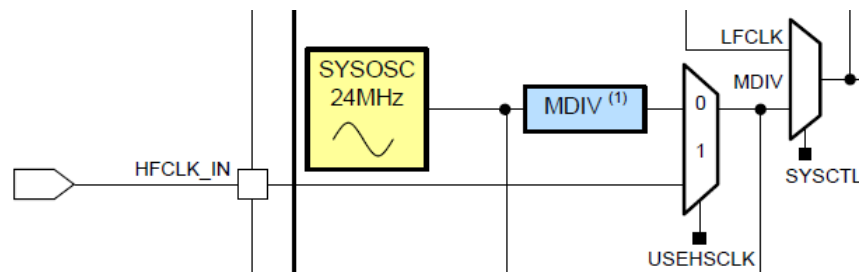 LFCLK
SYSOSC
24MHz
MDIV
MDIV (1)
0
1
HFCLK_IN
SYSCTL
USEHSCLK